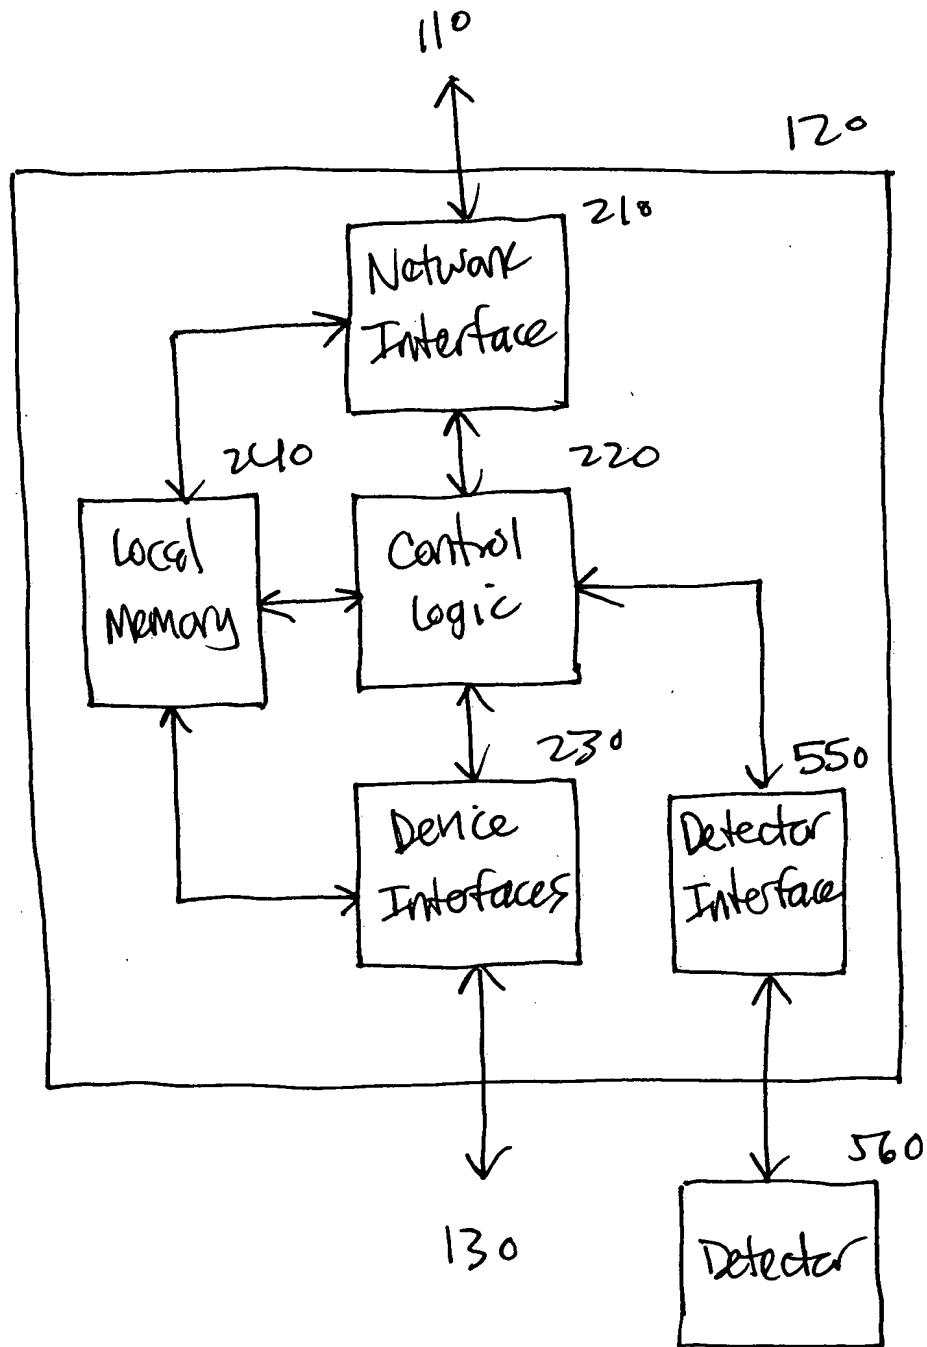 110
120
210
Network
Interface
240
220
Local
Memory
Control
Logic
230
550
Device
Interfaces
Detector
Interface
560
130
Detector